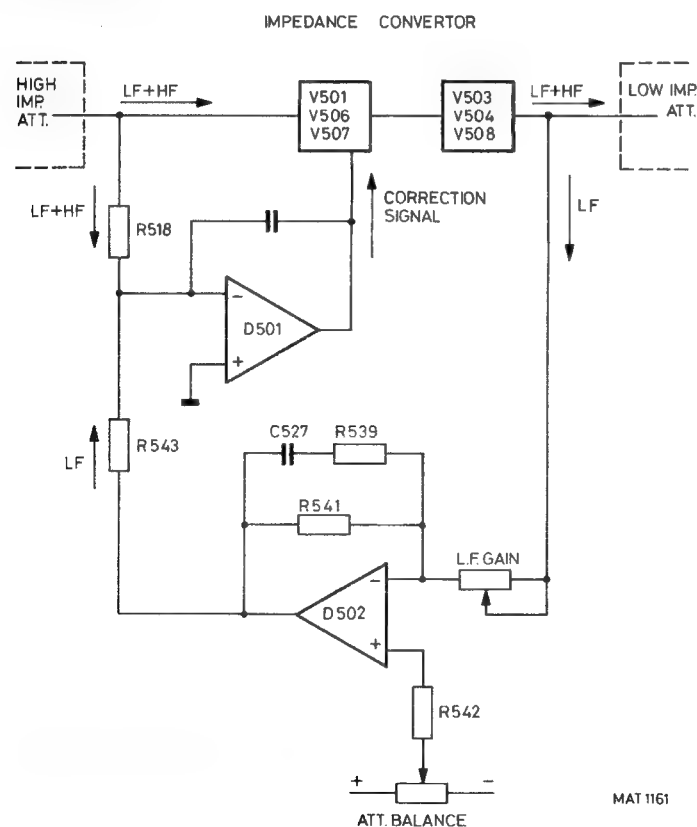 IMPEDANCE CONVERTOR
HIGH
IMP.
ATT.
LF+HF
V501
V506
V507
V503
V504
V508
LF+HF
LOW IMP.
ATT.
LF+HF
R518
CORRECTION
SIGNAL
LF
−
D501
+
R543
LF
C527
R539
R541
L.F. GAIN
−
D502
+
R542
+
−
ATT. BALANCE
MAT 1161